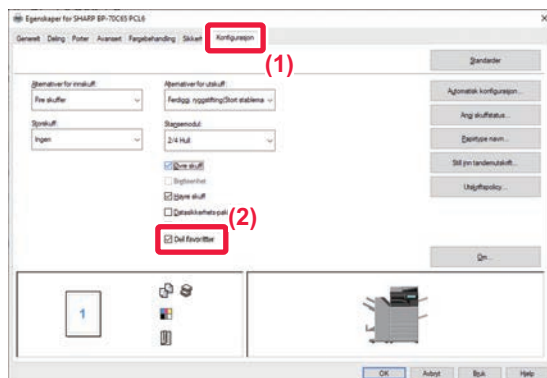 Egenskaper for SHARP BP-70C65 PCL6
Generelt Deling Porter Avansert Fargebehandling Sikkerhet Konfigurasjon
(1)
Standarder
Alternativer for innskuff: Alternativer for utskuff:
Fire skuffer Ferdigg. ryggstifting(Stort stablema
Automatisk konfigurasjon...
Angi skuffstatus...
Storskuff: Stansemodul:
Ingen 2/4 Hull
Papirtype navn...
Still inn tandemutskrift...
Øvre skuff
Utskriftspolicy...
Høyre skuff
Datasikkerhets-pak
(2)
Del favoritter
Om...
1
OK Avbryt Bruk Hjelp